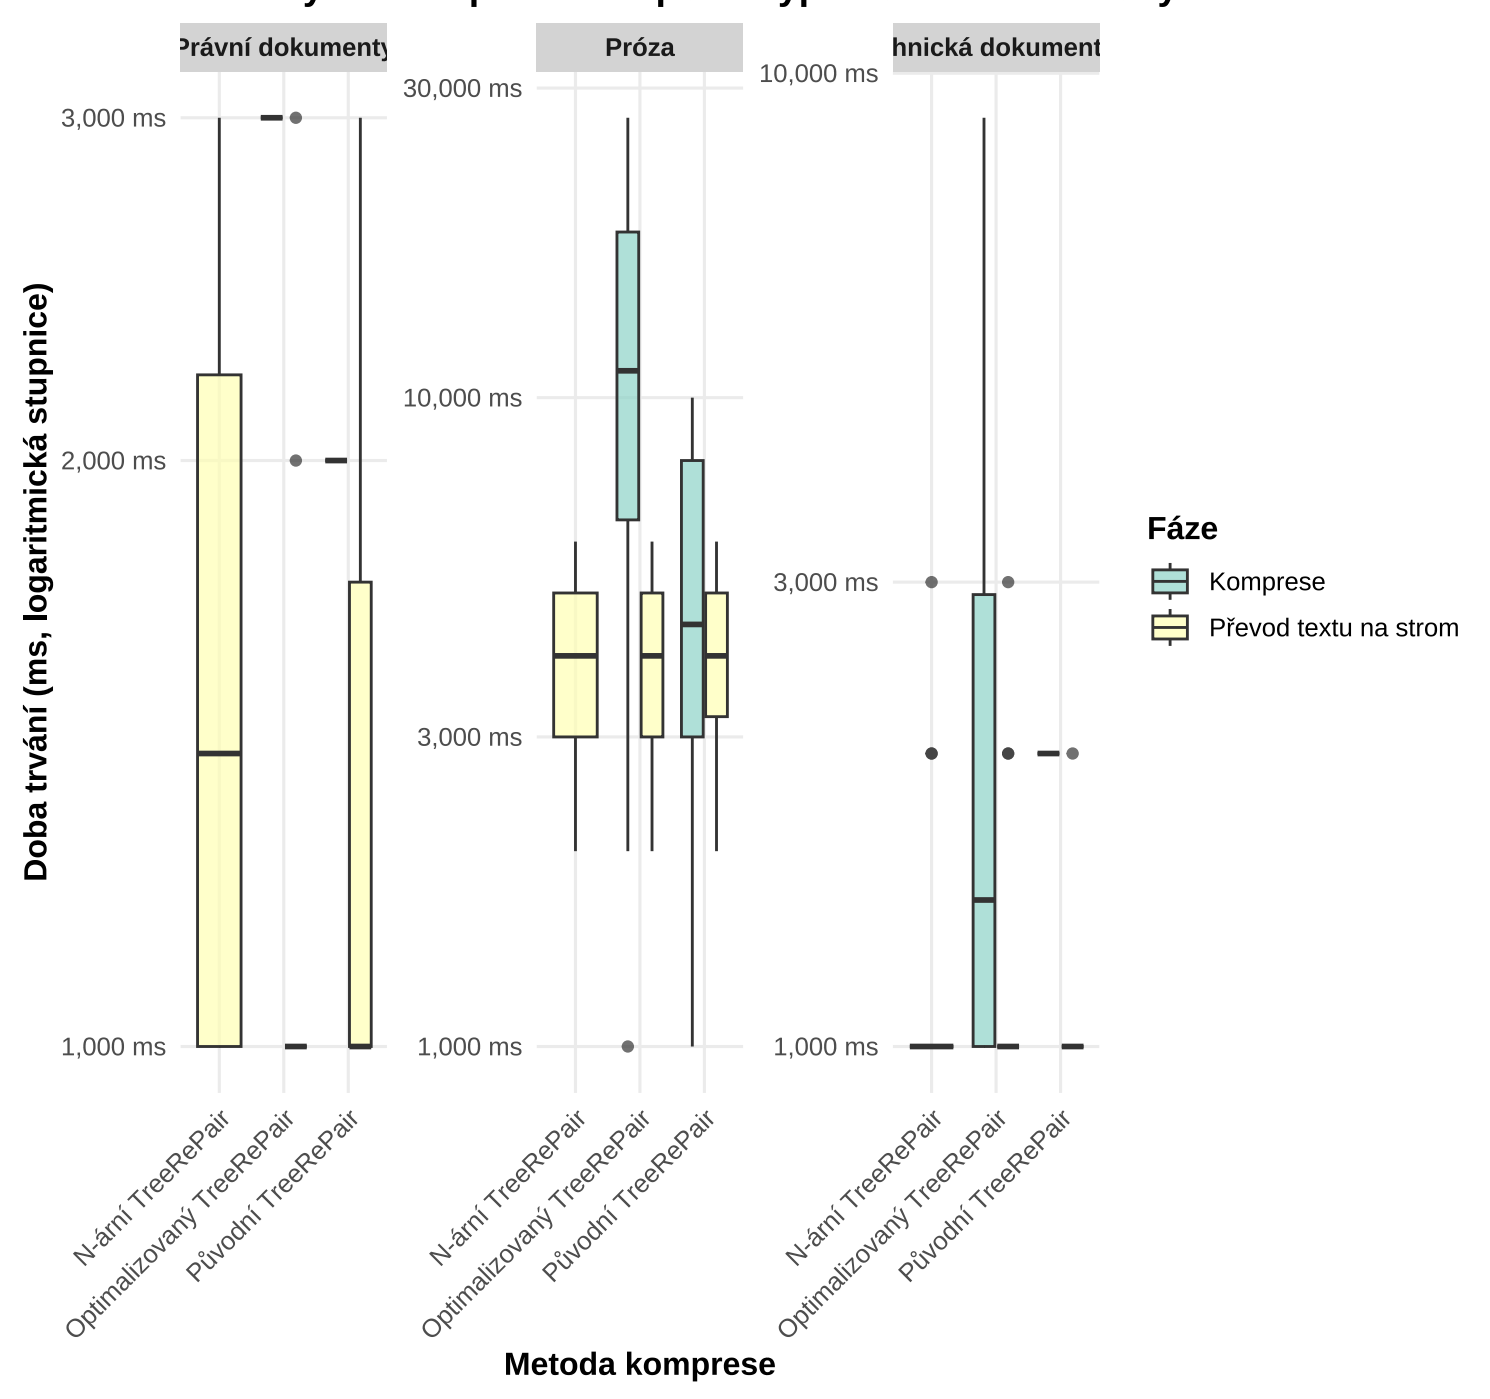 Právní dokumenty
Próza
hnická dokument
3,000 ms
2,000 ms
1,000 ms
30,000 ms
10,000 ms
3,000 ms
1,000 ms
10,000 ms
3,000 ms
1,000 ms
Doba trvání (ms, logaritmická stupnice)
N-ární TreeRePair
Optimalizovaný TreeRePair
Původní TreeRePair
N-ární TreeRePair
Optimalizovaný TreeRePair
Původní TreeRePair
N-ární TreeRePair
Optimalizovaný TreeRePair
Původní TreeRePair
Metoda komprese
Fáze
Komprese
Převod textu na strom